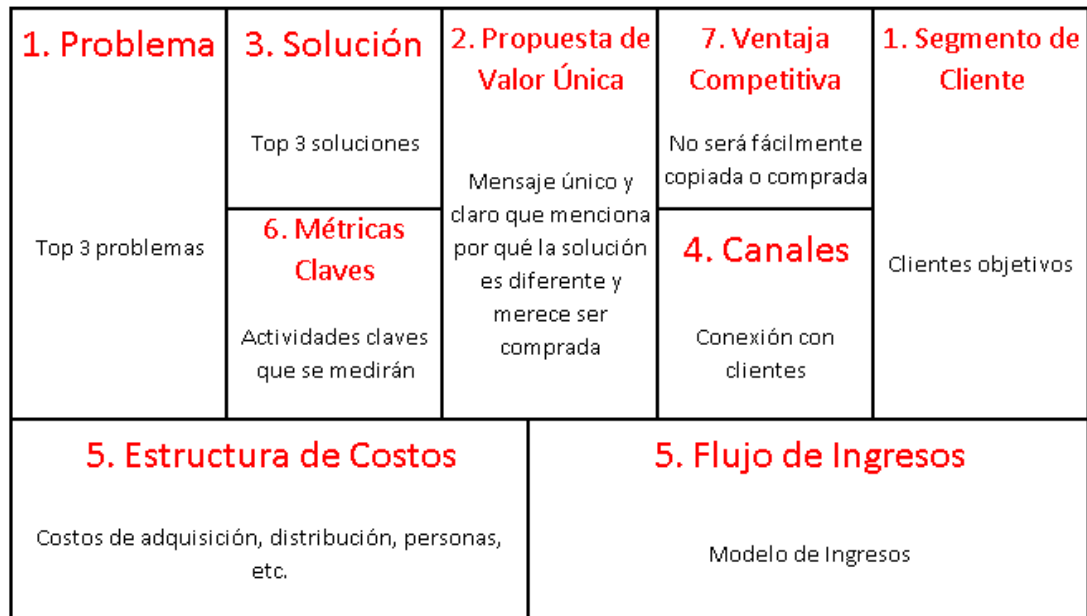 1. Problema
Top 3 problemas
3. Solución
Top 3 soluciones
6. Métricas
Claves
Actividades claves
que se medirán
2. Propuesta de
Valor Única
Mensaje único y
claro que menciona
por qué la solución
es diferente y
merece ser
comprada
7. Ventaja
Competitiva
No será fácilmente
copiada o comprada
4. Canales
Conexión con
clientes
1. Segmento de
Cliente
Clientes objetivos
5. Estructura de Costos
Costos de adquisición, distribución, personas,
etc.
5. Flujo de Ingresos
Modelo de Ingresos